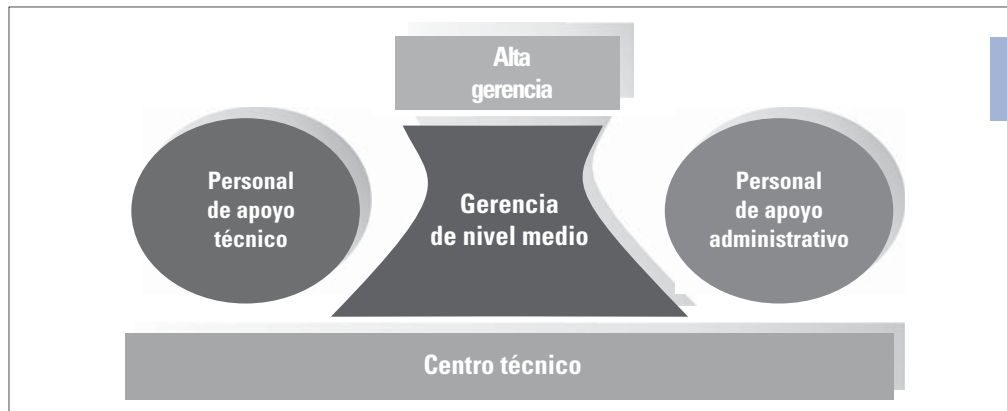 Alta
gerencia
Personal
de apoyo
técnico
Gerencia
de nivel medio
Personal
de apoyo
administrativo
Centro técnico